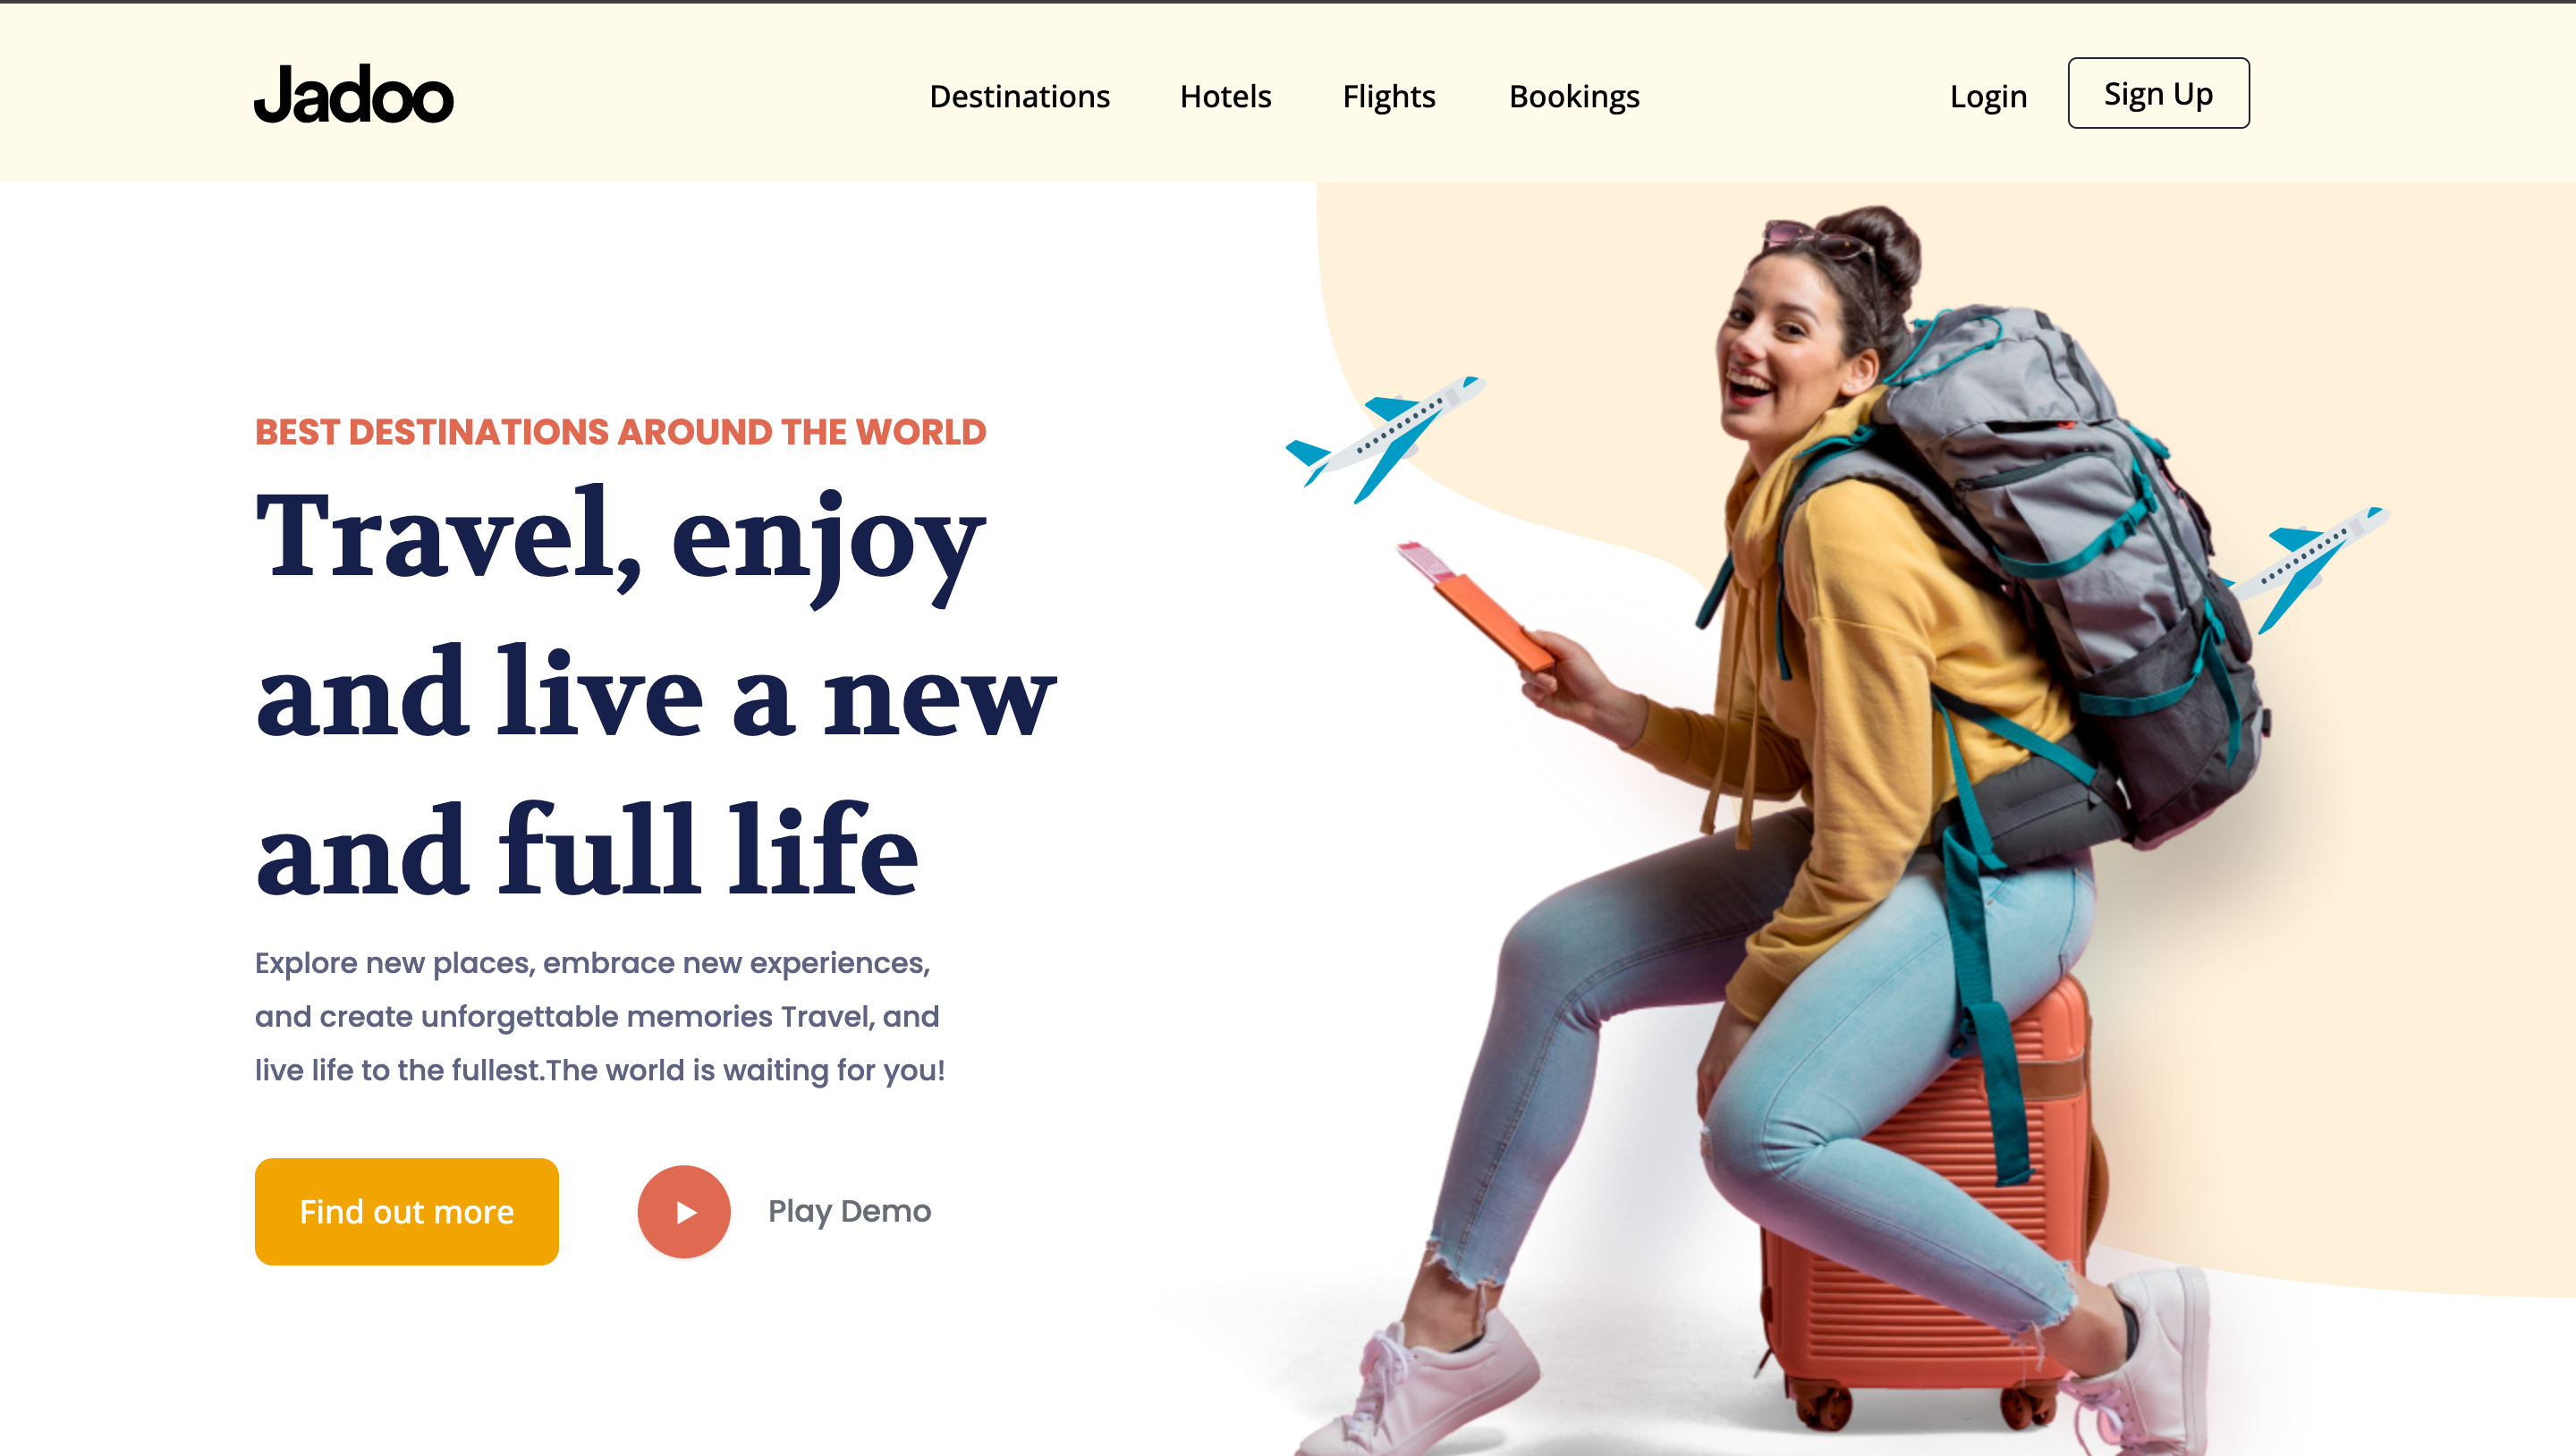 Jadoo
Destinations
Hotels
Flights
Bookings
Login
Sign Up
BEST DESTINATIONS AROUND THE WORLD
Travel, enjoy
and live a new
and full life
Explore new places, embrace new experiences,
and create unforgettable memories Travel, and
live life to the fullest.The world is waiting for you!
Find out more
Play Demo